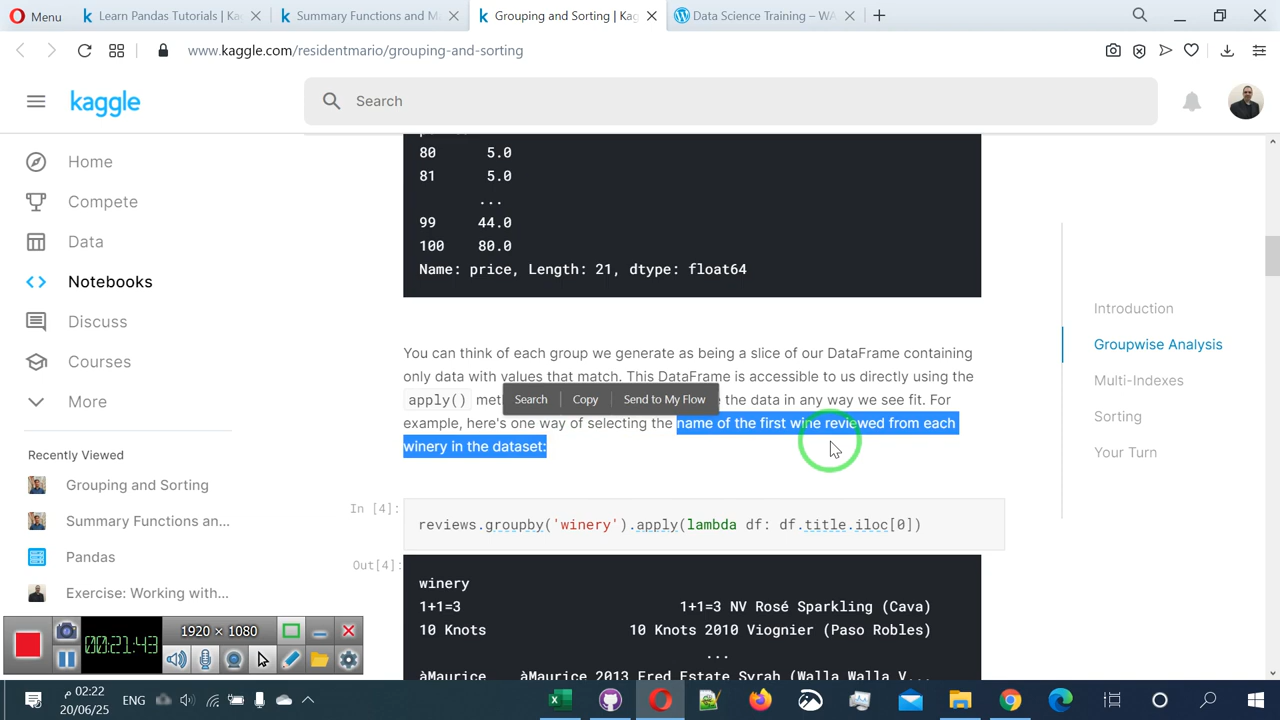 Menu
Learn Pandas Tutorials | Ka
Summary Functions and M
Grouping and Sorting | Kag
Data Science Training – WA
www.kaggle.com/residentmario/grouping-and-sorting
kaggle
Search
Home
Compete
Data
Notebooks
Discuss
Courses
More
Recently Viewed
Grouping and Sorting
Summary Functions an...
Pandas
Exercise: Working with...
80 5.0
81 5.0
...
99 44.0
100 80.0
Name: price, Length: 21, dtype: float64
You can think of each group we generate as being a slice of our DataFrame containing
only data with values that match. This DataFrame is accessible to us directly using the
apply() met
Search Copy Send to My Flow
the data in any way we see fit. For
example, here's one way of selecting the name of the first wine reviewed from each
winery in the dataset:
In [4]:
reviews.groupby('winery').apply(lambda df: df.title.iloc[0])
Out[4]:
winery
1+1=3 1+1=3 NV Rosé Sparkling (Cava)
10 Knots 10 Knots 2010 Viognier (Paso Robles)
...
àMaurice àMaurice 2013 Fred Estate Syrah (Walla Walla V...
Introduction
Groupwise Analysis
Multi-Indexes
Sorting
Your Turn
00:21:43
1920 × 1080
02:22 م
20/06/25
ENG